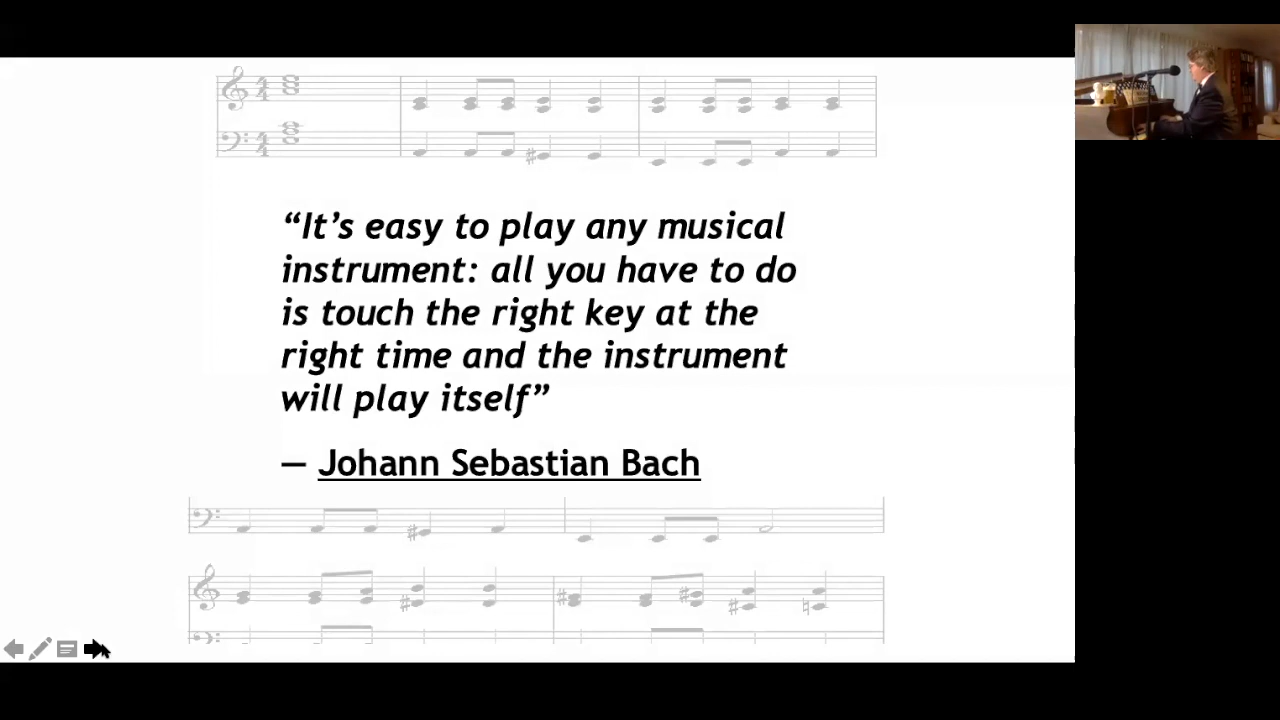 “It’s easy to play any musical
instrument: all you have to do
is touch the right key at the
right time and the instrument
will play itself”
— Johann Sebastian Bach